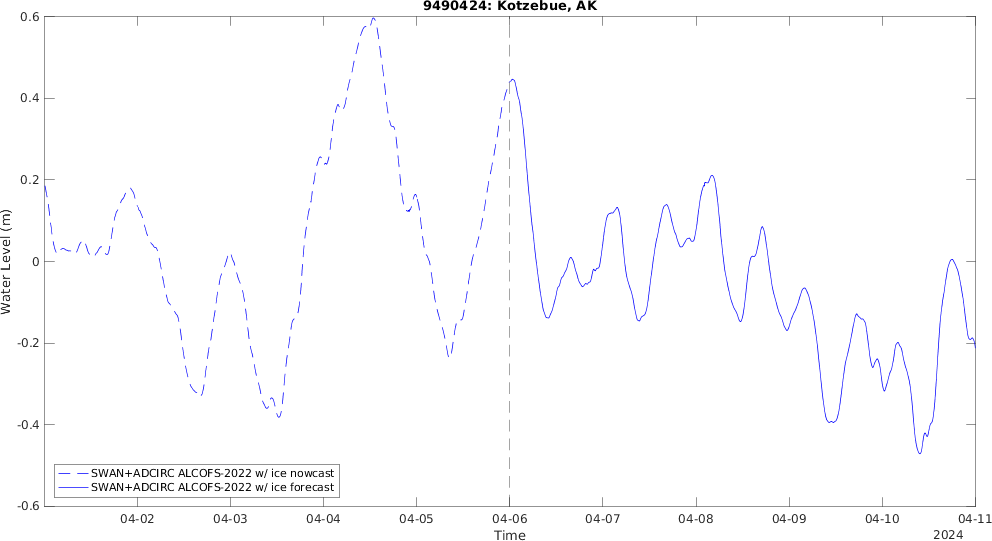 9490424: Kotzebue, AK
0.6
0.4
0.2
0
-0.2
-0.4
-0.6
Water Level (m)
SWAN+ADCIRC ALCOFS-2022 w/ ice nowcast
SWAN+ADCIRC ALCOFS-2022 w/ ice forecast
04-02 04-03 04-04 04-05 04-06 04-07 04-08 04-09 04-10 04-11
Time
2024